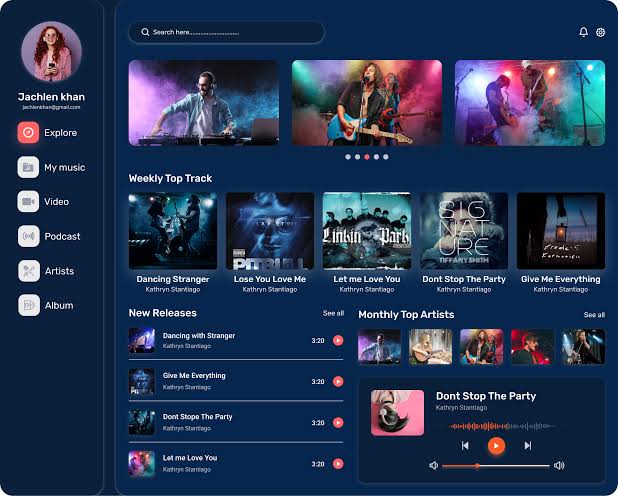 Search here..............................
Jachlen khan
jachlenkhan@gmail.com
Explore
My music
Video
Podcast
Artists
Album
Weekly Top Track
PITBULL
Linkin Park
SIG
NAT
URE
TIFFANY SMITH
Dancing Stranger
Kathryn Stantiago
Lose You Love Me
Kathryn Stantiago
Let me Love You
Kathryn Stantiago
Dont Stop The Party
Kathryn Stantiago
Give Me Everything
Kathryn Stantiago
New Releases
See all
Dancing with Stranger
Kathryn Stantiago
3:20
Give Me Everything
Kathryn Stantiago
3:20
Dont Stope The Party
Kathryn Stantiago
3:20
Let me Love You
Kathryn Stantiago
3:20
Monthly Top Artists
See all
Dont Stop The Party
Kathryn Stantiago